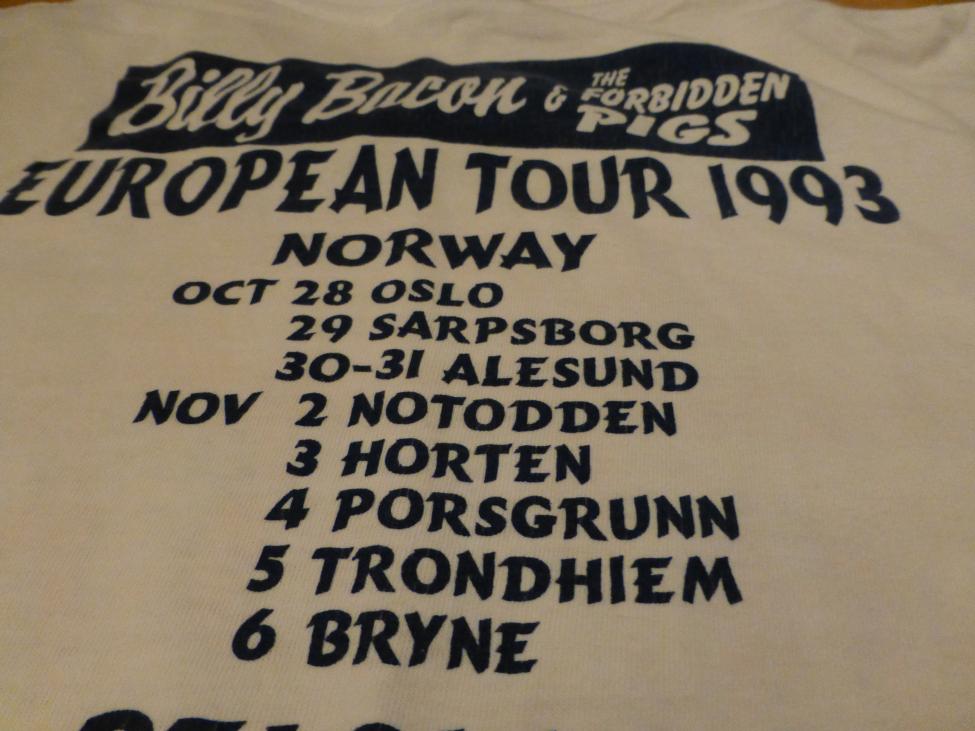 Billy Bacon & THE FORBIDDEN PIGS
EUROPEAN TOUR 1993
NORWAY
OCT 28 OSLO
29 SARPSBORG
30-31 ALESUND
NOV 2 NOTODDEN
3 HORTEN
4 PORSGRUNN
5 TRONDHIEM
6 BRYNE